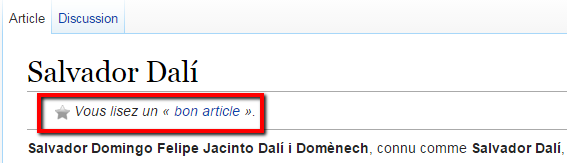 Article Discussion
Salvador Dalí
Vous lisez un « bon article ».
Salvador Domingo Felipe Jacinto Dalí i Domènech, connu comme Salvador Dalí,